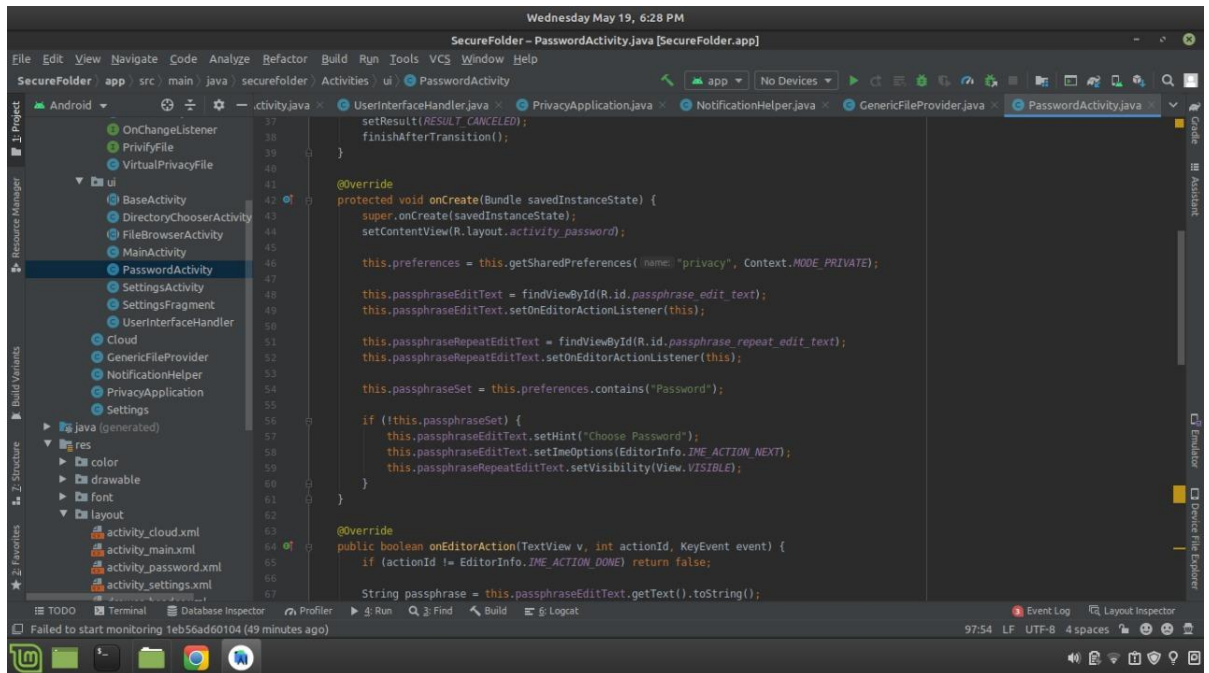 Wednesday May 19, 6:28 PM
SecureFolder – PasswordActivity.java [SecureFolder.app]
File Edit View Navigate Code Analyze Refactor Build Run Tools VCS Window Help
SecureFolder app src main java securefolder Activities ui PasswordActivity app No Devices
Android ctivity.java UserInterfaceHandler.java PrivacyApplication.java NotificationHelper.java GenericFileProvider.java PasswordActivity.java
1: Project
Resource Manager
Build Variants
7: Structure
2: Favorites
OnChangeListener
PrivifyFile
VirtualPrivacyFile
ui
BaseActivity
DirectoryChooserActivity
FileBrowserActivity
MainActivity
PasswordActivity
SettingsActivity
SettingsFragment
UserInterfaceHandler
Cloud
GenericFileProvider
NotificationHelper
PrivacyApplication
Settings
java (generated)
res
color
drawable
font
layout
activity_cloud.xml
activity_main.xml
activity_password.xml
activity_settings.xml
37 setResult(RESULT_CANCELED);
38 finishAfterTransition();
39 }
40
41 @Override
42 protected void onCreate(Bundle savedInstanceState) {
43 super.onCreate(savedInstanceState);
44 setContentView(R.layout.activity_password);
45
46 this.preferences = this.getSharedPreferences( name: "privacy", Context.MODE_PRIVATE);
47
48 this.passphraseEditText = findViewById(R.id.passphrase_edit_text);
49 this.passphraseEditText.setOnEditorActionListener(this);
50
51 this.passphraseRepeatEditText = findViewById(R.id.passphrase_repeat_edit_text);
52 this.passphraseRepeatEditText.setOnEditorActionListener(this);
53
54 this.passphraseSet = this.preferences.contains("Password");
55
56 if (!this.passphraseSet) {
57 this.passphraseEditText.setHint("Choose Password");
58 this.passphraseEditText.setImeOptions(EditorInfo.IME_ACTION_NEXT);
59 this.passphraseRepeatEditText.setVisibility(View.VISIBLE);
60 }
61 }
62
63 @Override
64 public boolean onEditorAction(TextView v, int actionId, KeyEvent event) {
65 if (actionId != EditorInfo.IME_ACTION_DONE) return false;
66
67 String passphrase = this.passphraseEditText.getText().toString();
Gradle
Assistant
Emulator
Device File Explorer
TODO Terminal Database Inspector Profiler 4: Run 3: Find Build 6: Logcat 3 Event Log Layout Inspector
Failed to start monitoring 1eb56ad60104 (49 minutes ago) 97:54 LF UTF-8 4 spaces